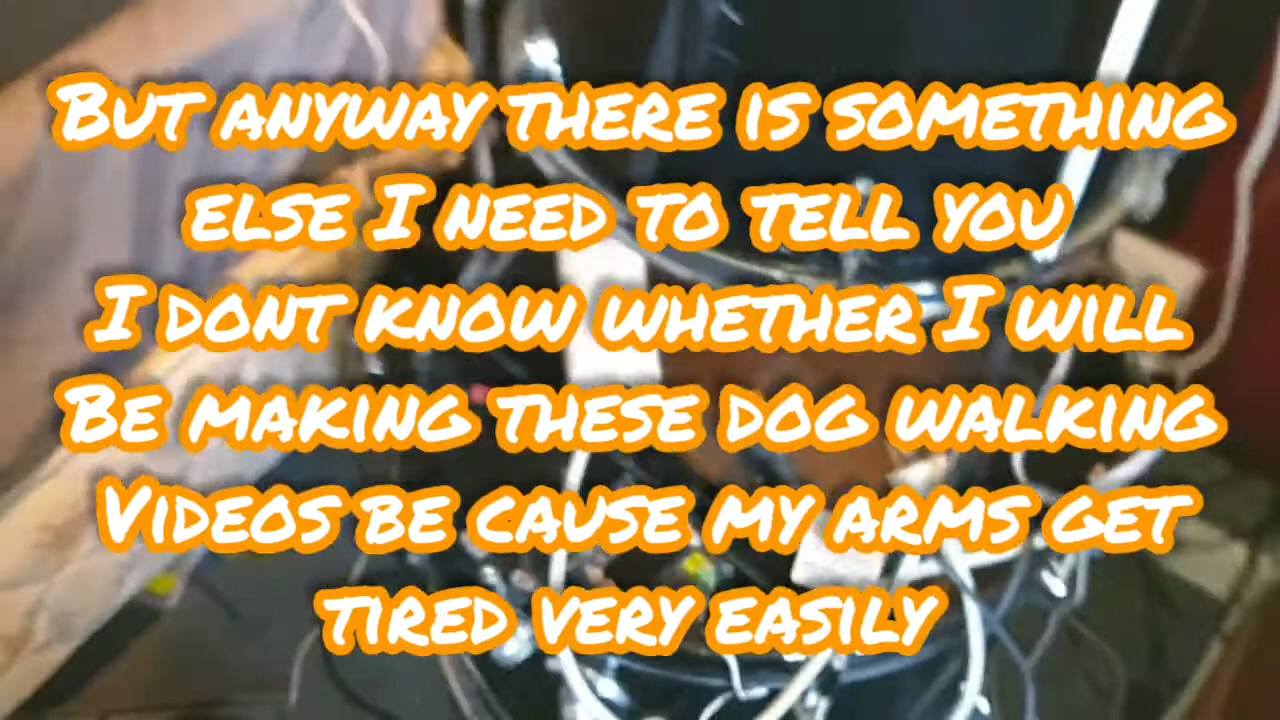 But anyway there is something
else I need to tell you
I dont know whether I will
Be making these dog walking
Videos be cause my arms get
tired very easily